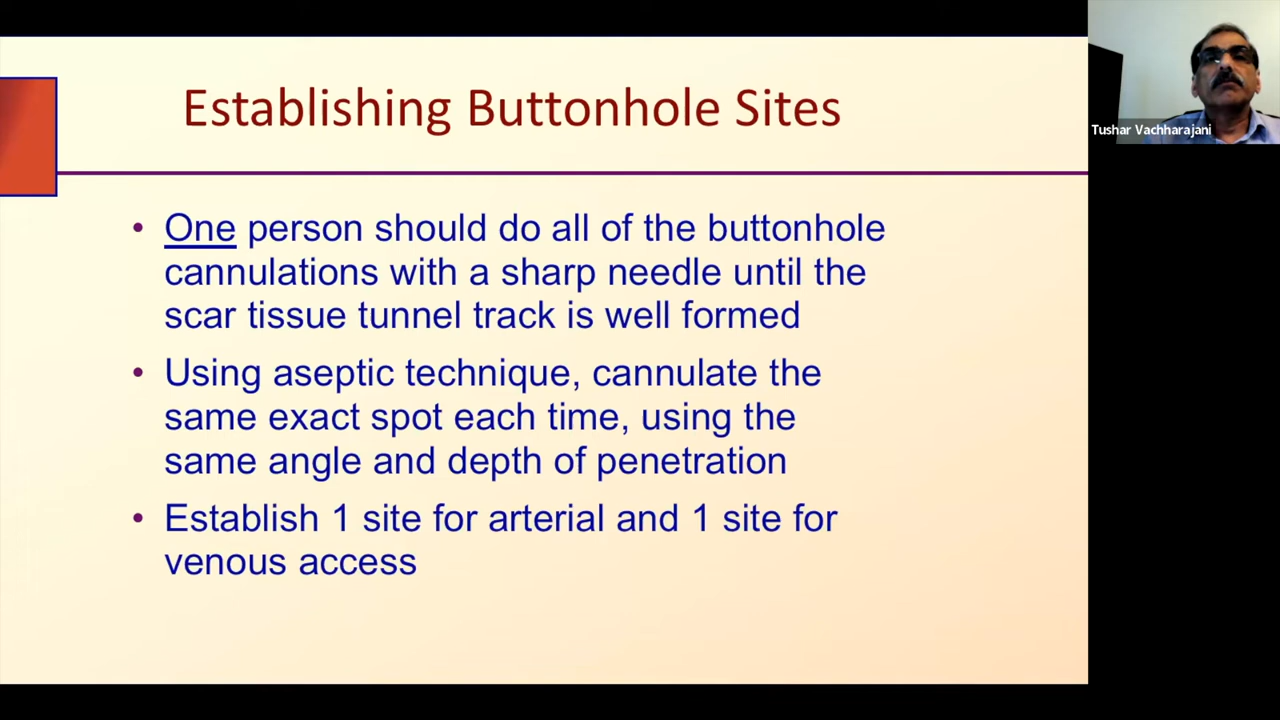 Establishing Buttonhole Sites
Tushar Vachharajani
• One person should do all of the buttonhole
cannulations with a sharp needle until the
scar tissue tunnel track is well formed
• Using aseptic technique, cannulate the
same exact spot each time, using the
same angle and depth of penetration
• Establish 1 site for arterial and 1 site for
venous access